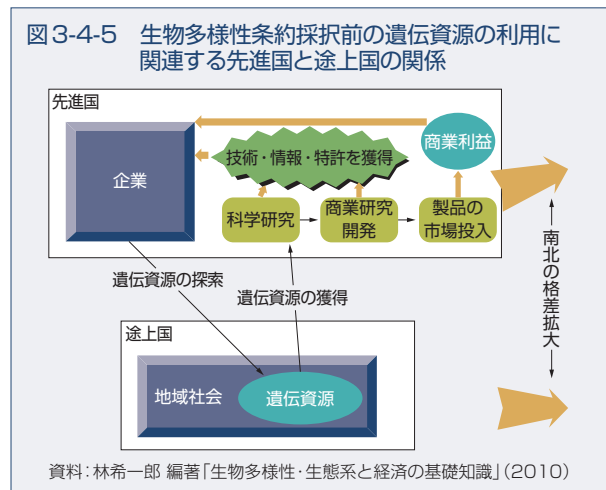 図3-4-5 生物多様性条約採択前の遺伝資源の利用に
関連する先進国と途上国の関係
先進国
企業
技術・情報・特許を獲得
商業利益
科学研究
商業研究
開発
製品の
市場投入
遺伝資源の探索
遺伝資源の獲得
南北の格差拡大
途上国
地域社会
遺伝資源
資料：林希一郎 編著「生物多様性・生態系と経済の基礎知識」（2010）